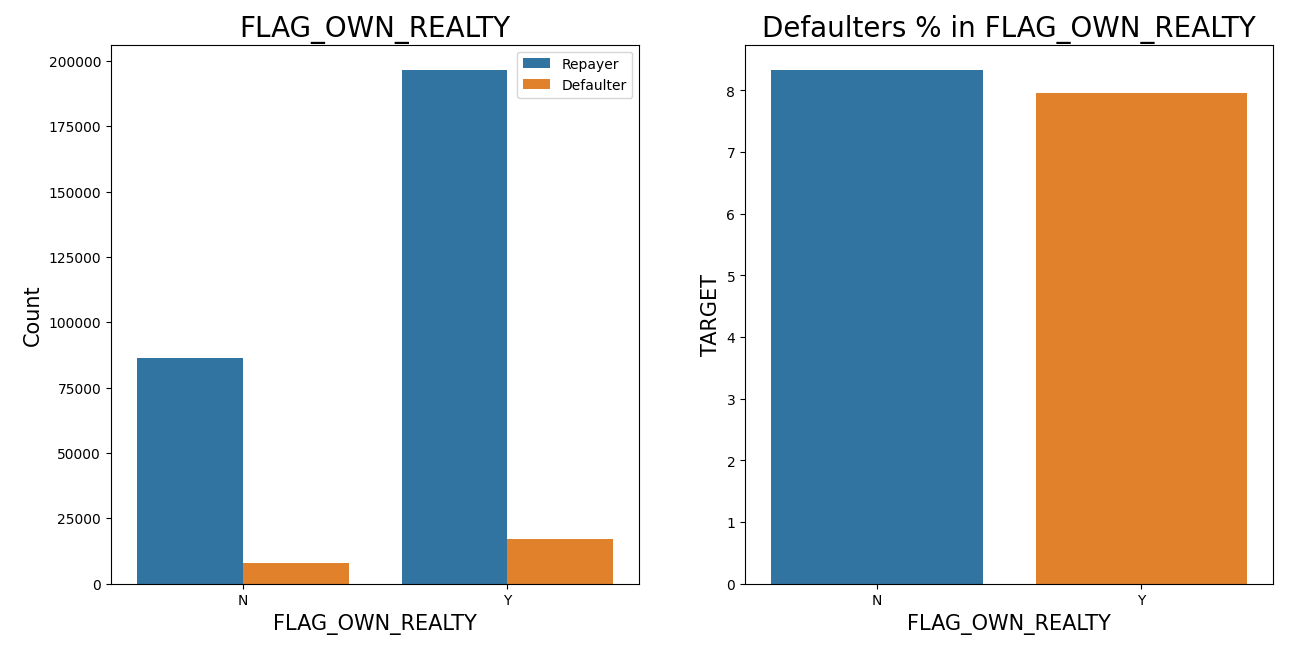 FLAG_OWN_REALTY
Repayer
Defaulter
200000
175000
150000
125000
100000
75000
50000
25000
0
Count
N
Y
FLAG_OWN_REALTY
Defaulters % in FLAG_OWN_REALTY
8
7
6
5
4
3
2
1
0
TARGET
N
Y
FLAG_OWN_REALTY